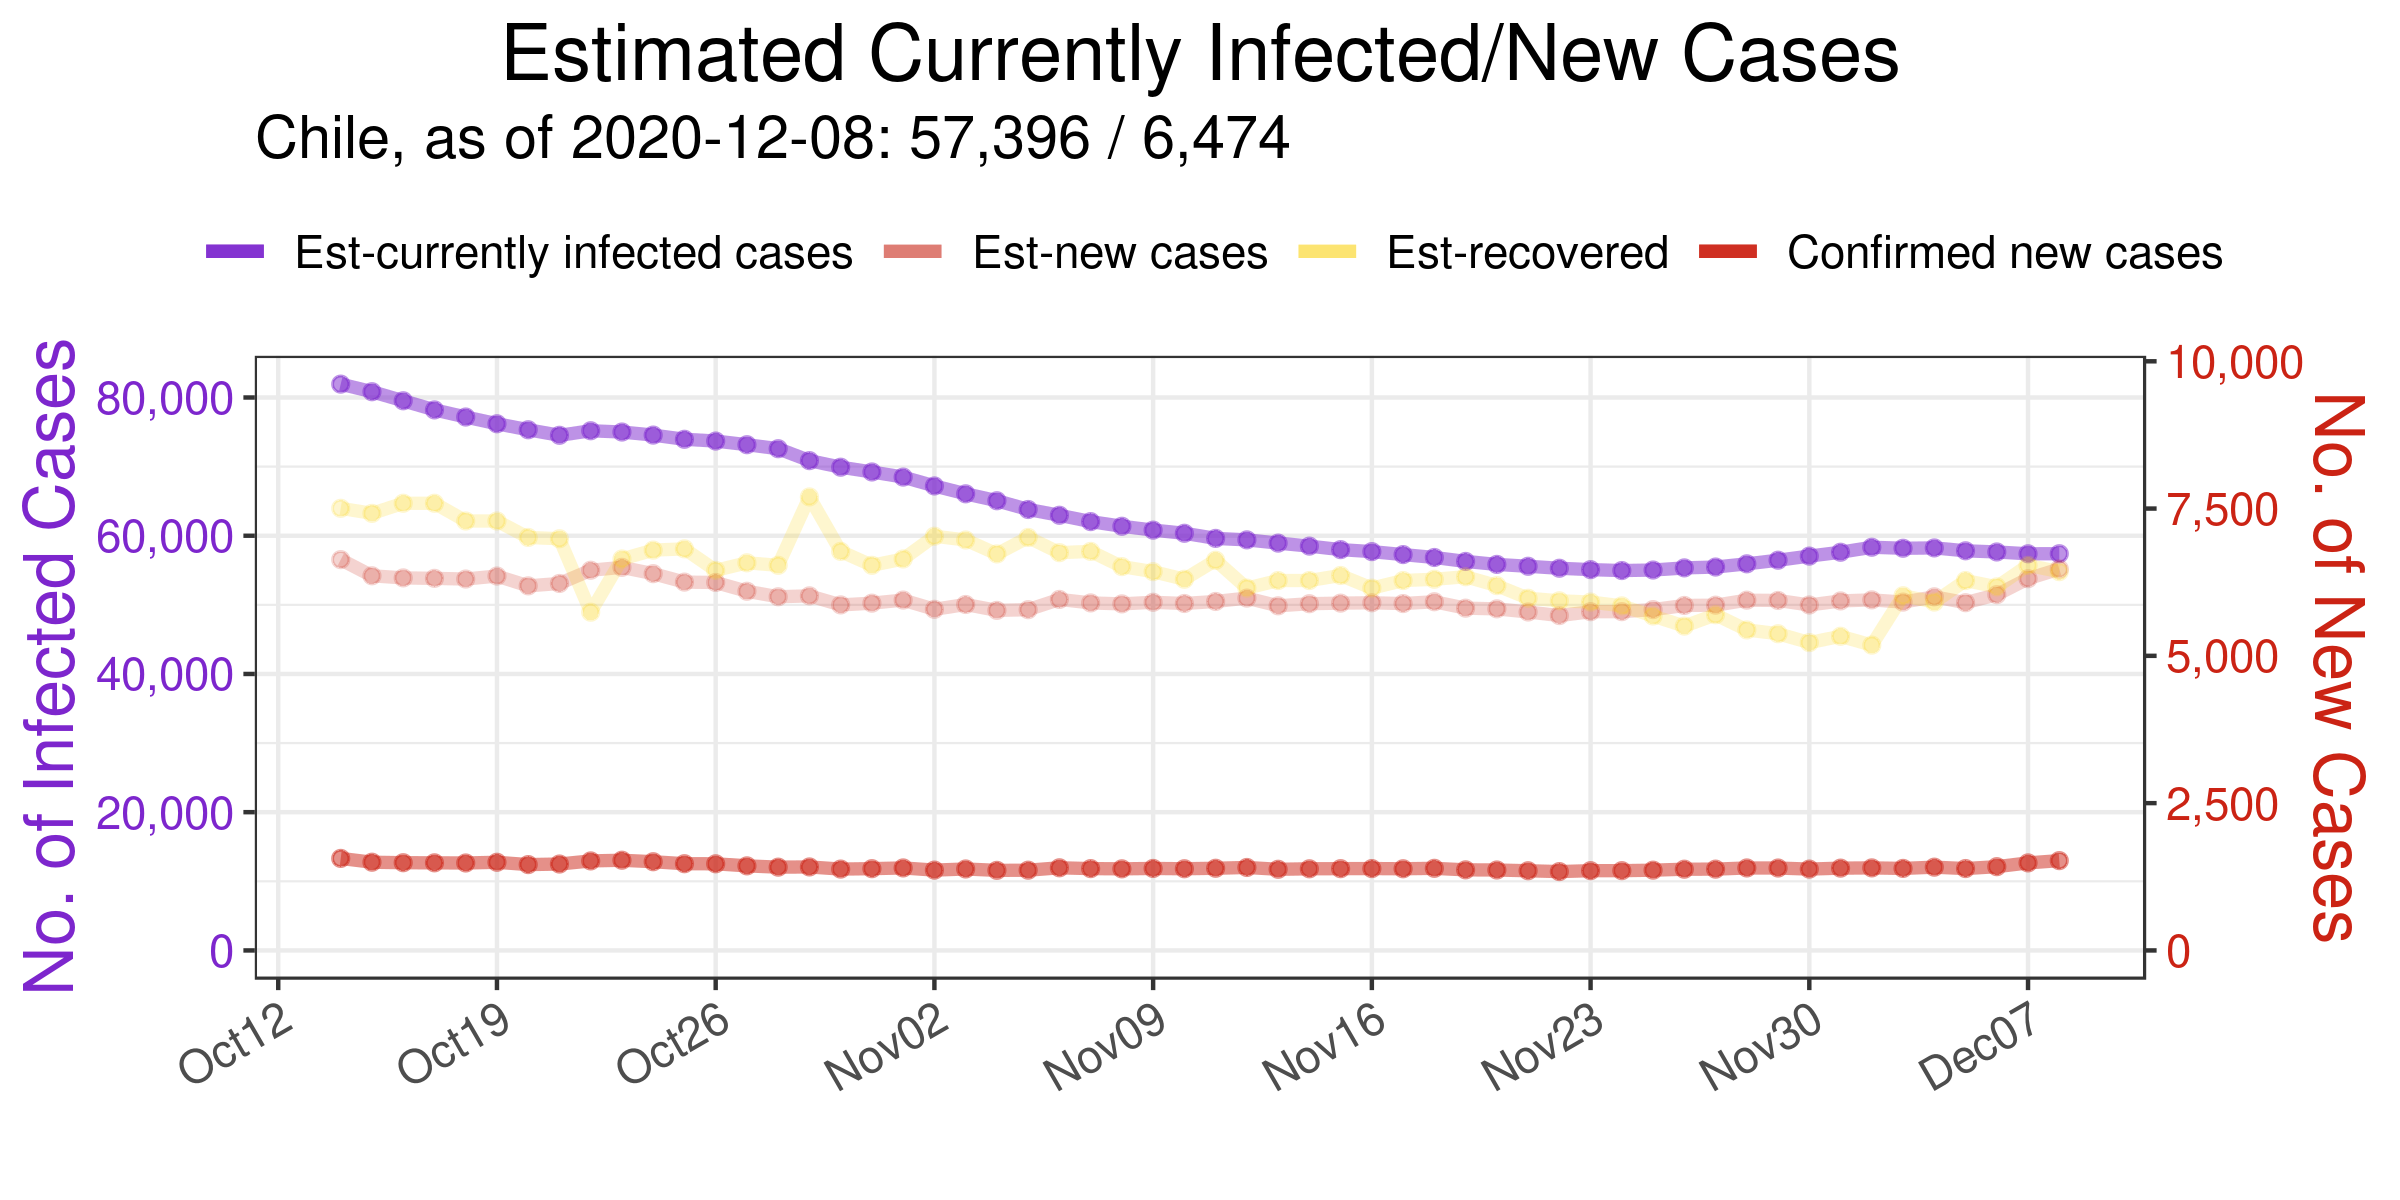 Estimated Currently Infected/New Cases
Chile, as of 2020-12-08: 57,396 / 6,474
Est-currently infected cases Est-new cases Est-recovered Confirmed new cases
No. of Infected Cases
80,000
60,000
40,000
20,000
0
10,000
7,500
5,000
2,500
0
No. of New Cases
Oct12 Oct19 Oct26 Nov02 Nov09 Nov16 Nov23 Nov30 Dec07